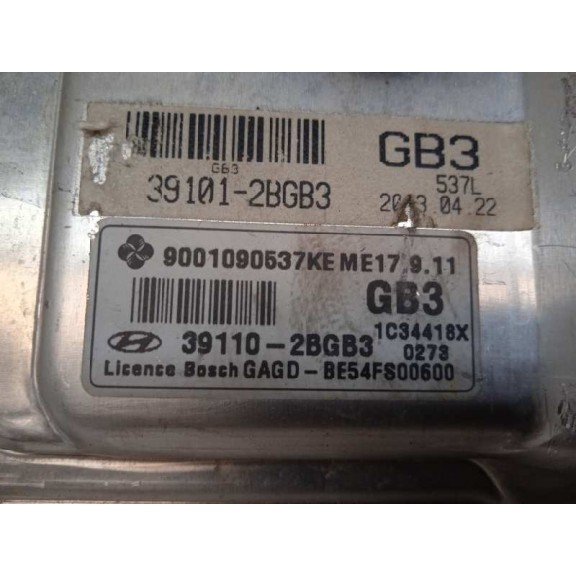 GB3
GB3
39101-2BGB3
537L
2013.04.22
9001090537KE ME17.9.11
GB3
39110-2BGB3
1C34418X
0273
Licence Bosch GAGD-BE54FS00600